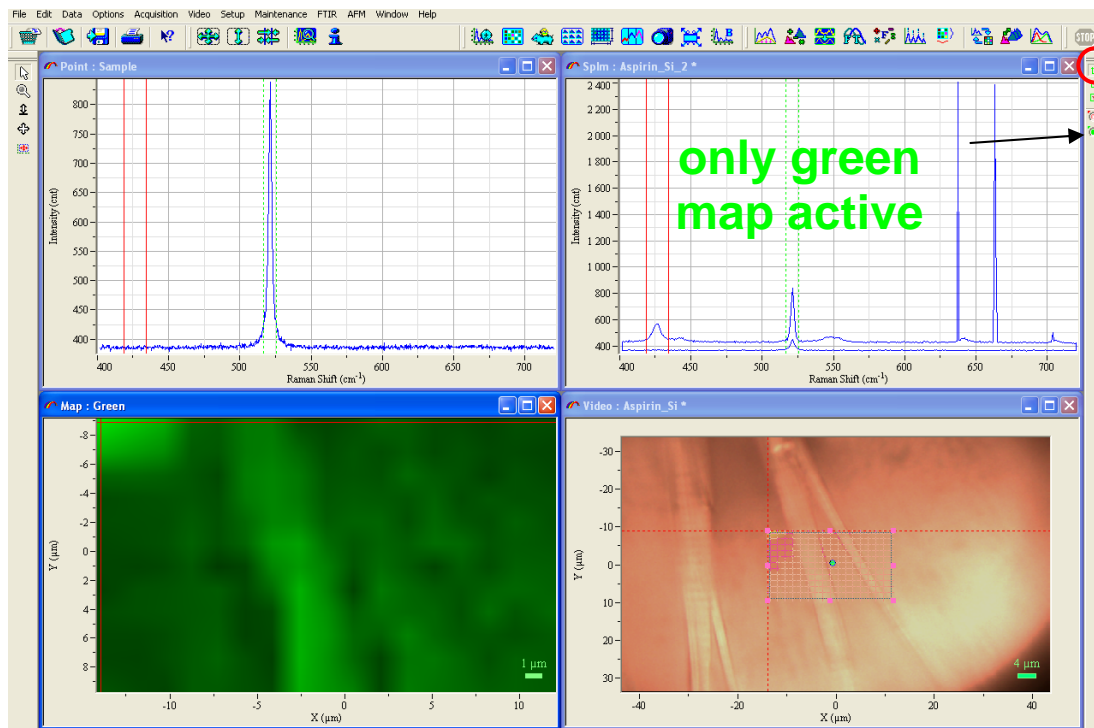 File Edit Data Options Acquisition Video Setup Maintenance FTIR AFM Window Help
STOP
Point : Sample
Intensity (cnt)
800
750
700
650
600
550
500
450
400
400 450 500 550 600 650 700
Raman Shift (cm⁻¹)
SpIm : Aspirin_Si_2 *
Intensity (cnt)
2 400
2 000
1 800
1 600
1 400
1 200
1 000
800
600
400
only green
map active
400 450 500 550 600 650 700
Raman Shift (cm⁻¹)
Map : Green
Y (µm)
-8
-6
-4
-2
0
2
4
6
8
1 µm
-10 -5 0 5 10
X (µm)
Video : Aspirin_Si *
Y (µm)
-30
-20
-10
0
10
20
30
4 µm
-40 -20 0 20 40
X (µm)